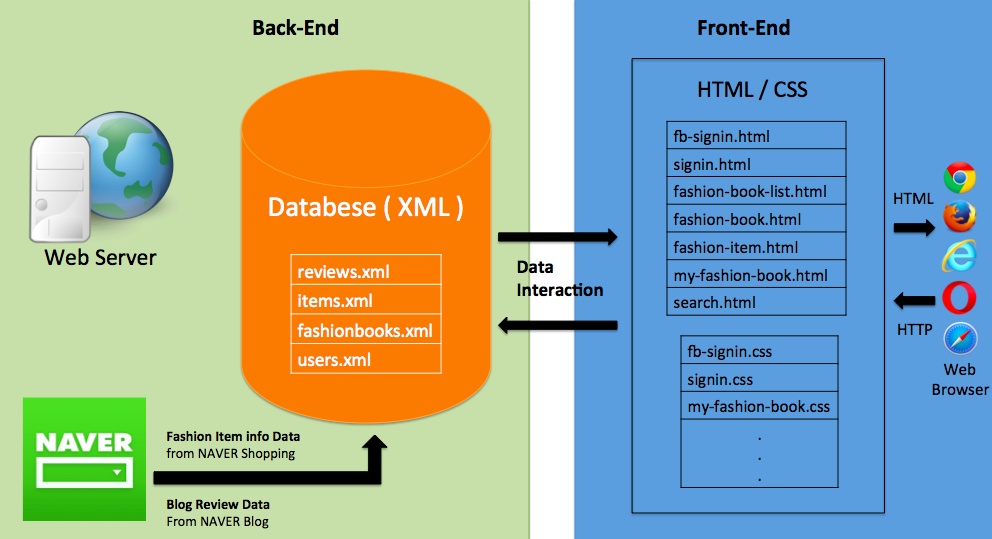 Back-End
Front-End
HTML / CSS
fb-signin.html
signin.html
fashion-book-list.html
fashion-book.html
fashion-item.html
my-fashion-book.html
search.html
fb-signin.css
signin.css
my-fashion-book.css
.
.
.
Web Server
Databese ( XML )
reviews.xml
items.xml
fashionbooks.xml
users.xml
Data
Interaction
HTML
HTTP
Web
Browser
NAVER
Fashion Item info Data
from NAVER Shopping
Blog Review Data
From NAVER Blog